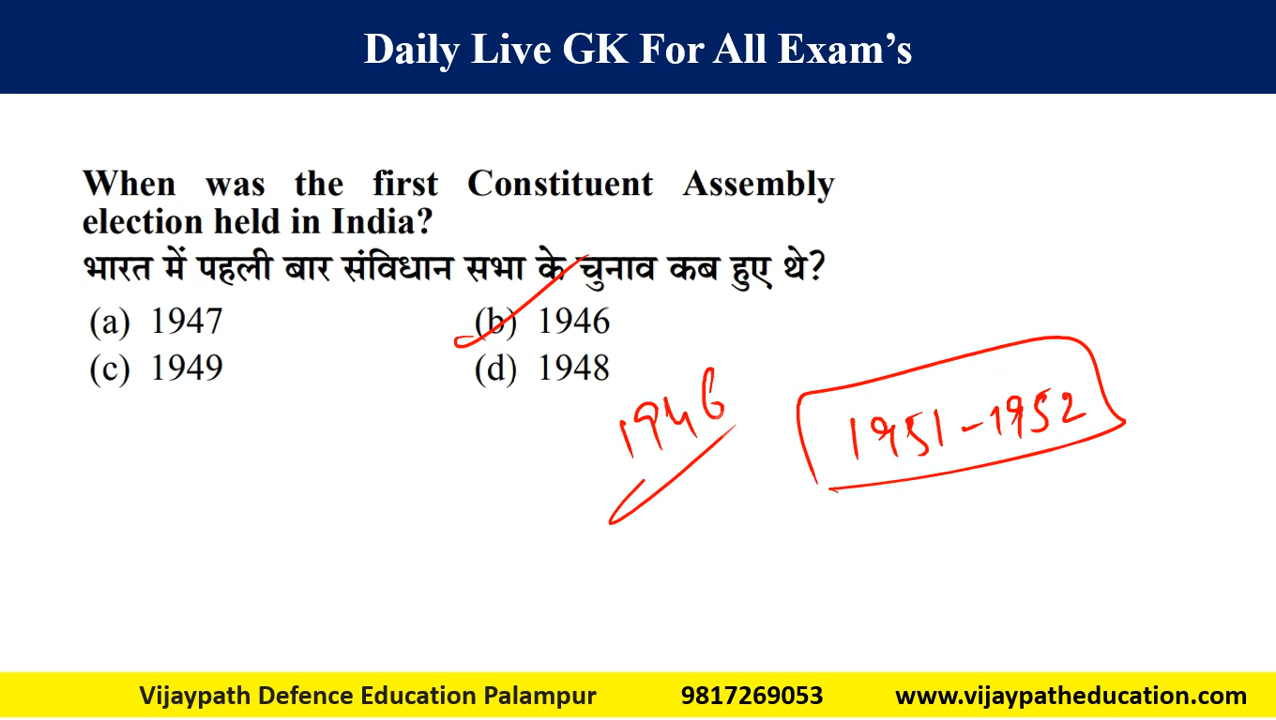 Daily Live GK For All Exam's
When was the first Constituent Assembly
election held in India?
भारत में पहली बार संविधान सभा के चुनाव कब हुए थे?
(a) 1947 (b) 1946
(c) 1949 (d) 1948
1946 1951-1952
Vijaypath Defence Education Palampur 9817269053 www.vijaypatheducation.com